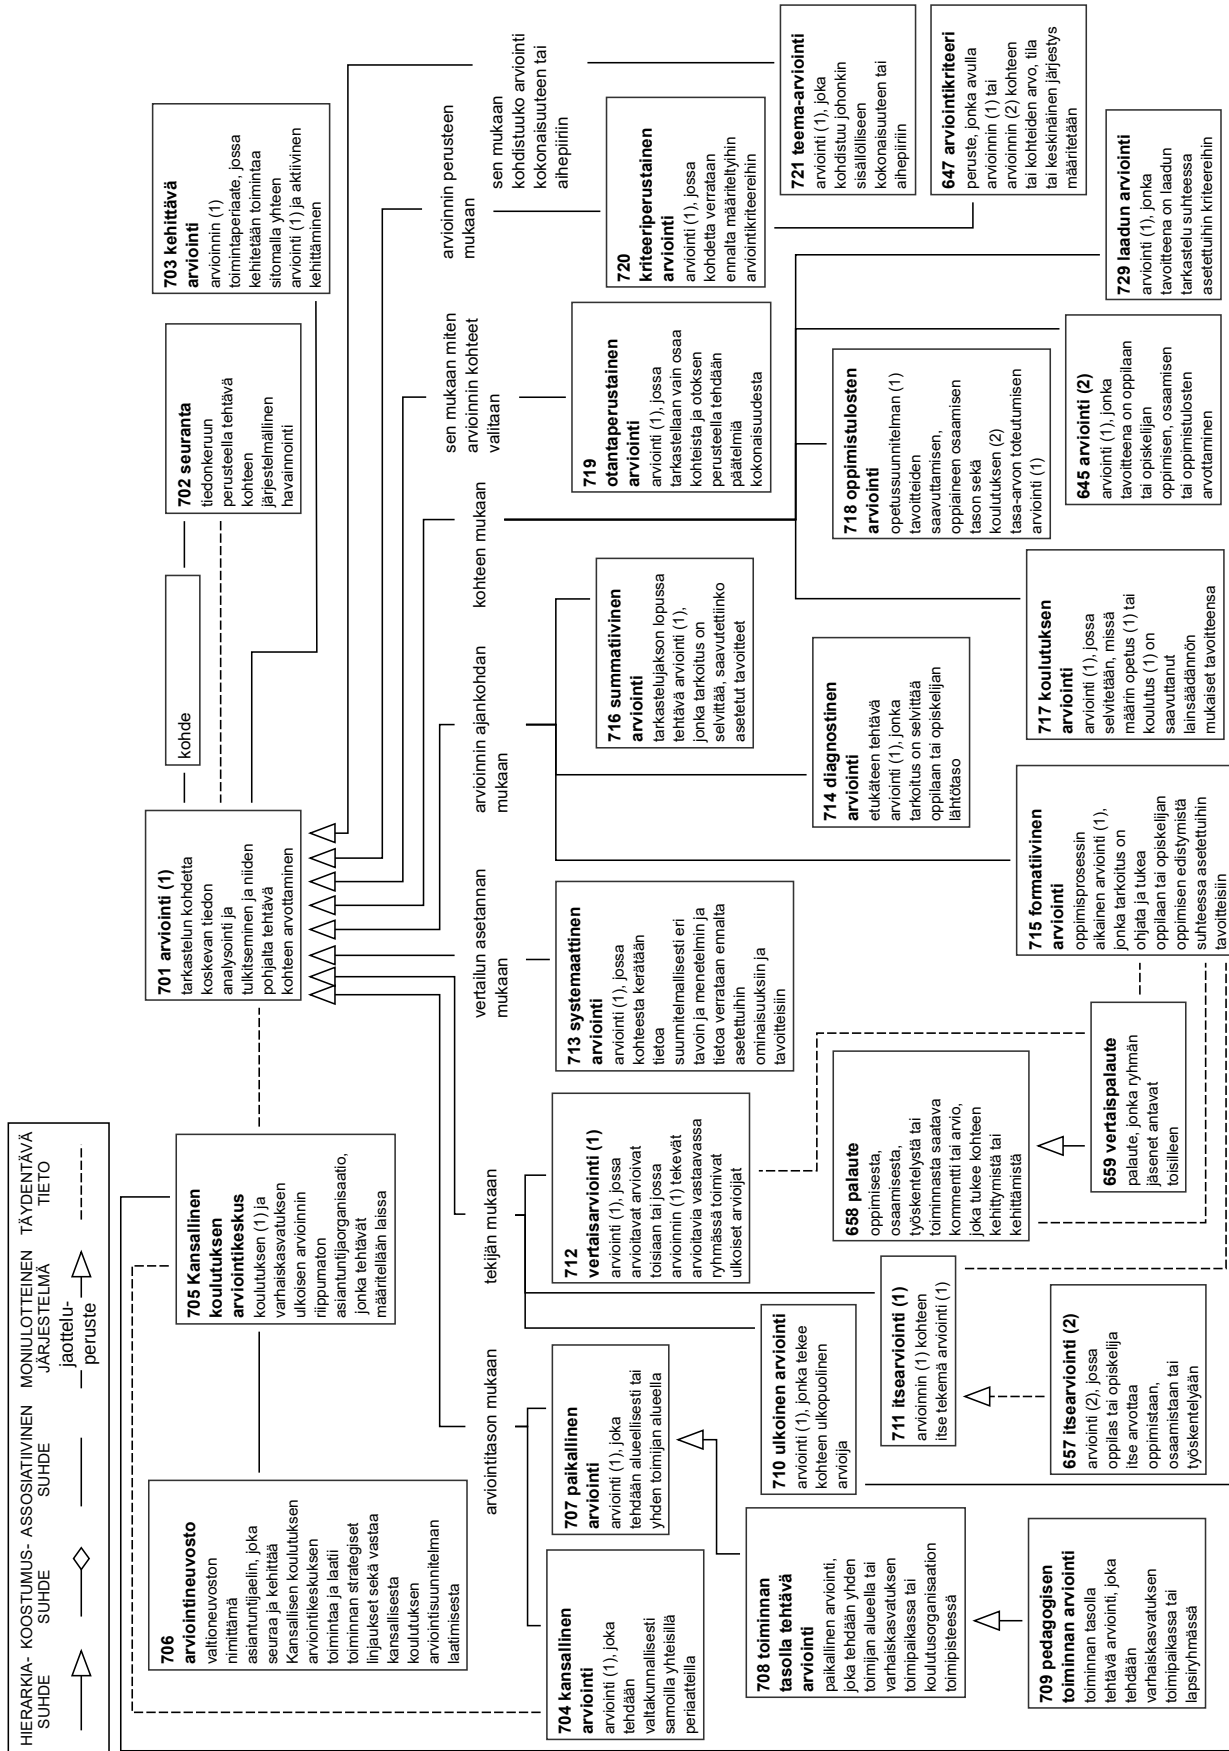 HIERARKIA- KOOSTUMUS- ASSOSIATIIVINEN MONIULOTTEINEN TÄYDENTÄVÄ
SUHDE SUHDE SUHDE JÄRJESTELMÄ TIETO
jaottelu-
peruste
706
arviointineuvosto
valtioneuvoston
nimittämä
asiantuntijaelin, joka
seuraa ja kehittää
Kansallisen koulutuksen
arviointikeskuksen
toimintaa ja laatii
toiminnan strategiset
linjaukset sekä vastaa
kansallisesta
koulutuksen
arviointisuunnitelman
laatimisesta
705 Kansallinen
koulutuksen
arviointikeskus
koulutuksen (1) ja
varhaiskasvatuksen
ulkoisen arvioinnin
riippumaton
asiantuntijaorganisaatio,
jonka tehtävät
määritellään laissa
701 arviointi (1)
tarkastelun kohdetta
koskevan tiedon
analysointi ja
tulkitseminen ja niiden
pohjalta tehtävä
kohteen arvottaminen
kohde
702 seuranta
tiedonkeruun
perusteella tehtävä
kohteen
järjestelmällinen
havainnointi
703 kehittävä
arviointi
arvioinnin (1)
toimintaperiaate, jossa
kehitetään toimintaa
sitomalla yhteen
arviointi (1) ja aktiivinen
kehittäminen
arviointitason mukaan
tekijän mukaan
vertailun asetannan
mukaan
arvioinnin ajankohdan
mukaan
kohteen mukaan
sen mukaan miten
arvioinnin kohteet
valitaan
arvioinnin perusteen
mukaan
sen mukaan
kohdistuuko arviointi
kokonaisuuteen tai
aihepiiriin
704 kansallinen
arviointi
arviointi (1), joka
tehdään
valtakunnallisesti
samoilla yhteisillä
periaatteilla
707 paikallinen
arviointi
arviointi (1), joka
tehdään alueellisesti tai
yhden toimijan alueella
712
vertaisarviointi (1)
arviointi (1), jossa
arvioitavat arvioivat
toisiaan tai jossa
arvioinnin (1) tekevät
arvioitavia vastaavassa
ryhmässä toimivat
ulkoiset arvioijat
713 systemaattinen
arviointi
arviointi (1), jossa
kohteesta kerätään
tietoa
suunnitelmallisesti eri
tavoin ja menetelmin ja
tietoa verrataan ennalta
asetettuihin
ominaisuuksiin ja
tavoitteisiin
716 summatiivinen
arviointi
tarkastelujakson lopussa
tehtävä arviointi (1),
jonka tarkoitus on
selvittää, saavutettiinko
asetetut tavoitteet
719
otantaperustainen
arviointi
arviointi (1), jossa
tarkastellaan vain osaa
kohteista ja otoksen
perusteella tehdään
päätelmiä
kokonaisuudesta
720
kriteeriperustainen
arviointi
arviointi (1), jossa
kohdetta verrataan
ennalta määriteltyihin
arviointikriteereihin
721 teema-arviointi
arviointi (1), joka
kohdistuu johonkin
sisällölliseen
kokonaisuuteen tai
aihepiiriin
708 toiminnan
tasolla tehtävä
arviointi
paikallinen arviointi,
joka tehdään yhden
toimijan alueella tai
varhaiskasvatuksen
toimipaikassa tai
koulutusorganisaation
toimipisteessä
710 ulkoinen arviointi
arviointi (1), jonka tekee
kohteen ulkopuolinen
arvioija
711 itsearviointi (1)
arvioinnin (1) kohteen
itse tekemä arviointi (1)
658 palaute
oppimisesta,
osaamisesta,
työskentelystä tai
toiminnasta saatava
kommentti tai arvio,
joka tukee kohteen
kehittymistä tai
kehittämistä
714 diagnostinen
arviointi
etukäteen tehtävä
arviointi (1), jonka
tarkoitus on selvittää
oppilaan tai opiskelijan
lähtötaso
718 oppimistulosten
arviointi
opetussuunnitelman (1)
tavoitteiden
saavuttamisen,
oppiaineen osaamisen
tason sekä
koulutuksen (2)
tasa-arvon toteutumisen
arviointi (1)
647 arviointikriteeri
peruste, jonka avulla
arvioinnin (1) tai
arvioinnin (2) kohteen
tai kohteiden arvo, tila
tai keskinäinen järjestys
määritetään
709 pedagogisen
toiminnan arviointi
toiminnan tasolla
tehtävä arviointi, joka
tehdään
varhaiskasvatuksen
toimipaikassa tai
lapsiryhmässä
657 itsearviointi (2)
arviointi (2), jossa
oppilas tai opiskelija
itse arvottaa
oppimistaan,
osaamistaan tai
työskentelyään
659 vertaispalaute
palaute, jonka ryhmän
jäsenet antavat
toisilleen
715 formatiivinen
arviointi
oppimisprosessin
aikainen arviointi (1),
jonka tarkoitus on
ohjata ja tukea
oppilaan tai opiskelijan
oppimisen edistymistä
suhteessa asetettuihin
tavoitteisiin
717 koulutuksen
arviointi
arviointi (1), jossa
selvitetään, missä
määrin opetus (1) tai
koulutus (1) on
saavuttanut
lainsäädännön
mukaiset tavoitteensa
645 arviointi (2)
arviointi (1), jonka
tavoitteena on oppilaan
tai opiskelijan
oppimisen, osaamisen
tai oppimistulosten
arvottaminen
729 laadun arviointi
arviointi (1), jonka
tavoitteena on laadun
tarkastelu suhteessa
asetettuihin kriteereihin